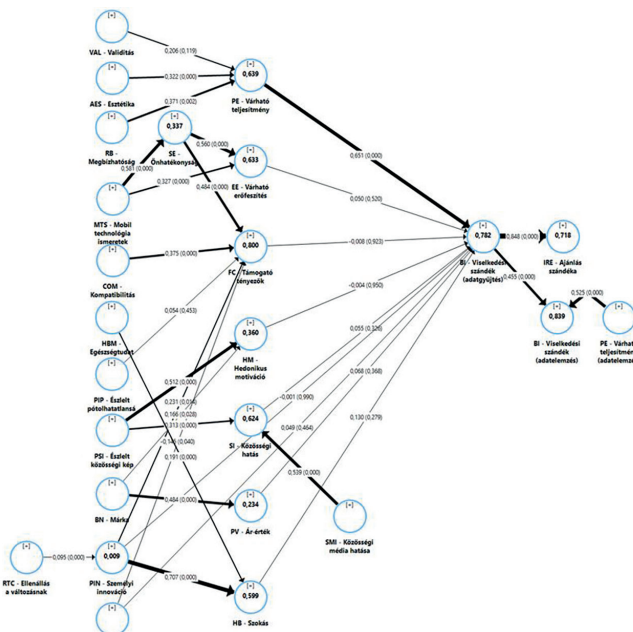 [+]
VAL - Validitás
0,206 (0,119)
[+]
0,639
PE - Várható
teljesítmény
[+]
AES - Esztétika
0,322 (0,000)
0,371 (0,002)
[+]
RB -
Megbízhatóság
[+]
0,337
SE -
Önhatékonyság
0,581 (0,000)
0,560 (0,000)
0,327 (0,000)
0,484 (0,000)
[+]
0,633
EE - Várható
erőfeszítés
0,651 (0,000)
[+]
MTS - Mobil
technológia
ismeretek
0,050 (0,520)
[+]
0,800
FC - Támogató
tényezők
-0,008 (0,923)
[+]
0,782
BI - Viselkedési
szándék
(adatgyűjtés)
0,848 (0,000)
[+]
0,718
IRE - Ajánlás
szándéka
0,375 (0,000)
[+]
COM -
Kompatibilitás
0,455 (0,000)
0,525 (0,000)
-0,004 (0,950)
0,054 (0,453)
[+]
HBM -
Egészségtudat
[+]
0,839
BI - Viselkedési
szándék
(adatelemzés)
[+]
PE - Várhat
teljesítmén
(adatelemz
[+]
0,360
HM -
Hedonikus
motiváció
0,055 (0,326)
[+]
PIP - Észlelt
pótolhatatlansá
0,512 (0,000)
0,068 (0,368)
-0,001 (0,990)
0,166 (0,028)
0,313 (0,000)
[+]
0,624
SI - Közösségi
hatás
0,049 (0,464)
0,130 (0,279)
[+]
PSI - Észlelt
közösségi kép
0,191 (0,000)
0,539 (0,000)
[+]
BN - Márka
0,484 (0,000)
[+]
0,234
PV - Ár-érték
[+]
SMI - Közösségi
média hatása
[+]
RTC - Ellenállás
a változásnak
0,095 (0,000)
[+]
0,009
PIN - Személyi
innováció
0,707 (0,000)
[+]
0,599
HB - Szokás
[+]